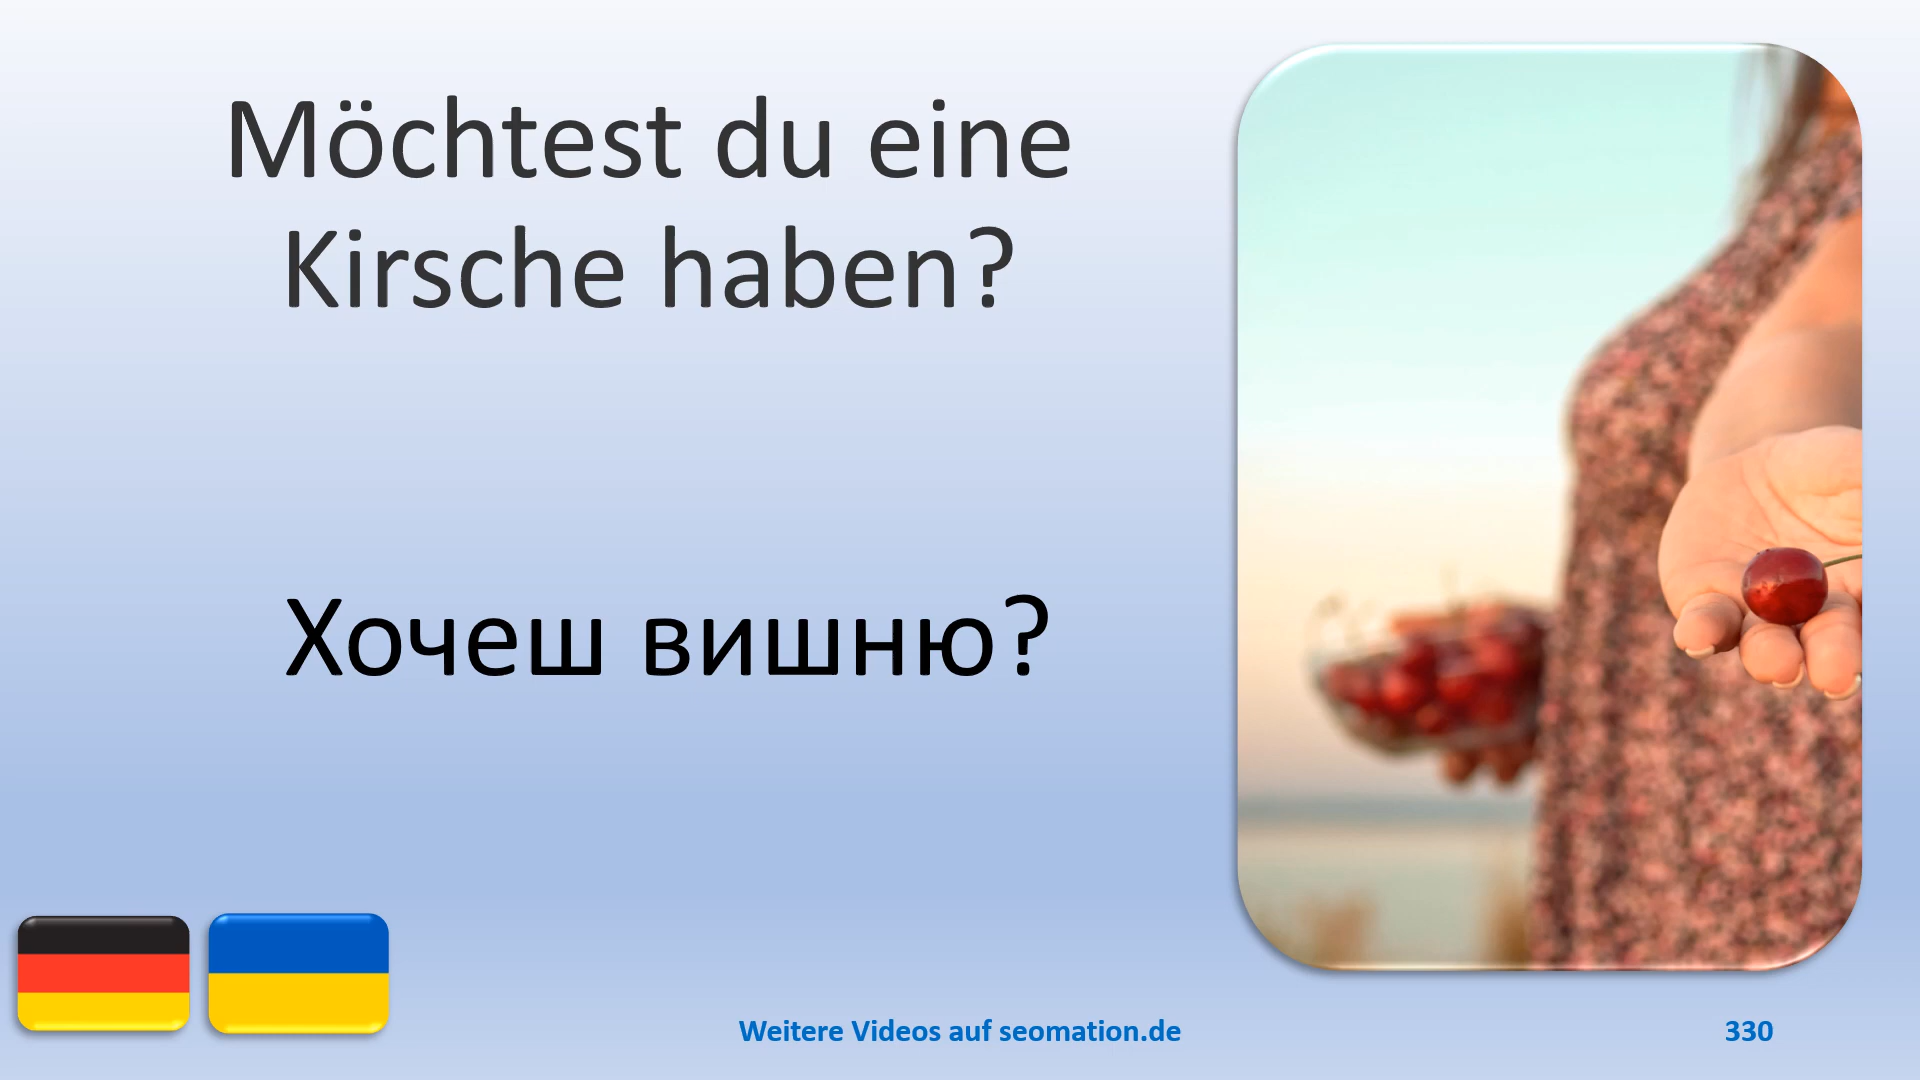 Möchtest du eine
Kirsche haben?
Хочеш вишню?
Weitere Videos auf seomation.de
330